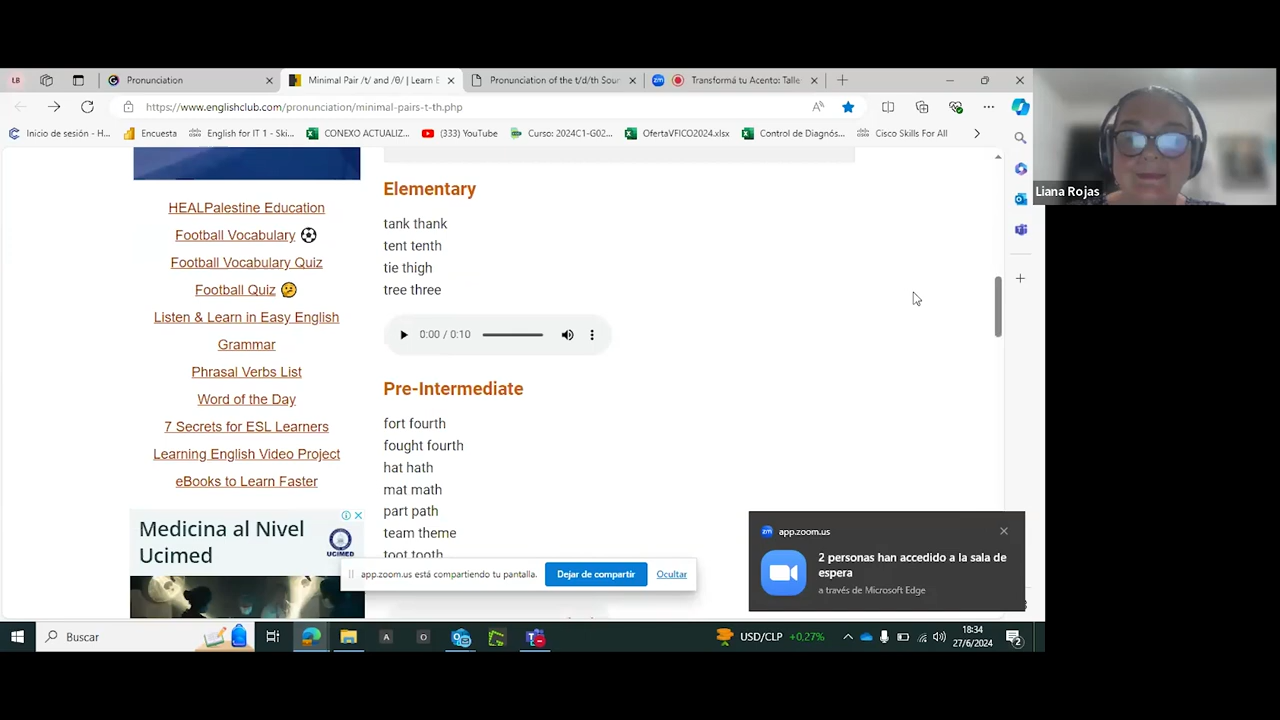 LB
Pronunciation
Minimal Pair /t/ and /θ/ | Learn E
Pronunciation of the t/d/th Soun
zm
Transformá tu Acento: Talle
https://www.englishclub.com/pronunciation/minimal-pairs-t-th.php
Inicio de sesión - H...
Encuesta
English for IT 1 - Ski...
CONEXO ACTUALIZ...
(333) YouTube
Curso: 2024C1-G02...
OfertaVFICO2024.xlsx
Control de Diagnós...
Cisco Skills For All
Liana Rojas
HEALPalestine Education
Football Vocabulary
Football Vocabulary Quiz
Football Quiz
Listen & Learn in Easy English
Grammar
Phrasal Verbs List
Word of the Day
7 Secrets for ESL Learners
Learning English Video Project
eBooks to Learn Faster
Medicina al Nivel
Ucimed
UCIMED
Elementary
tank thank
tent tenth
tie thigh
tree three
0:00 / 0:10
Pre-Intermediate
fort fourth
fought fourth
hat hath
mat math
part path
team theme
toot tooth
app.zoom.us está compartiendo tu pantalla.
Dejar de compartir
Ocultar
zm
app.zoom.us
2 personas han accedido a la sala de
espera
a través de Microsoft Edge
Buscar
A
O
USD/CLP +0,27%
18:34
27/6/2024
2